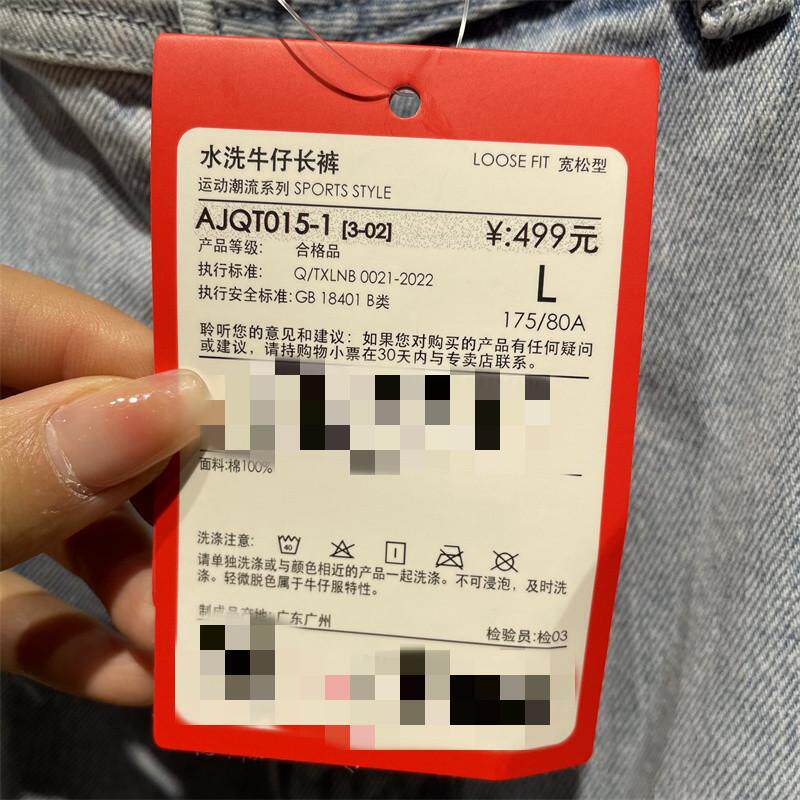 水洗牛仔长裤
LOOSE FIT 宽松型
运动潮流系列 SPORTS STYLE
AJQT015-1 [3-02]
¥:499元
产品等级: 合格品
执行标准: Q/TXLNB 0021-2022
执行安全标准: GB 18401 B类
L
175/80A
聆听您的意见和建议: 如果您对购买的产品有任何疑问
或建议, 请持购物小票在30天内与专卖店联系。
面料:棉100%
洗涤注意: 40
请单独洗涤或与颜色相近的产品一起洗涤。不可浸泡, 及时洗
涤。轻微脱色属于牛仔服特性。
制成品产地: 广东广州
检验员:检03